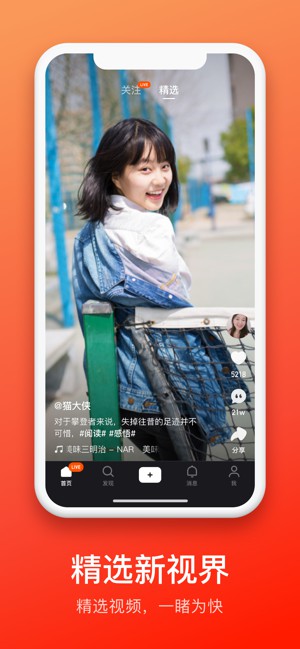 关注 LIVE 精选
5218
@猫大侠
对于攀登者来说，失掉往昔的足迹并不
可惜，#阅读# #感悟#
21w
美味三明治 - NAR 美味
分享
LIVE
首页 发现 消息 我
精选新视界
精选视频，一睹为快